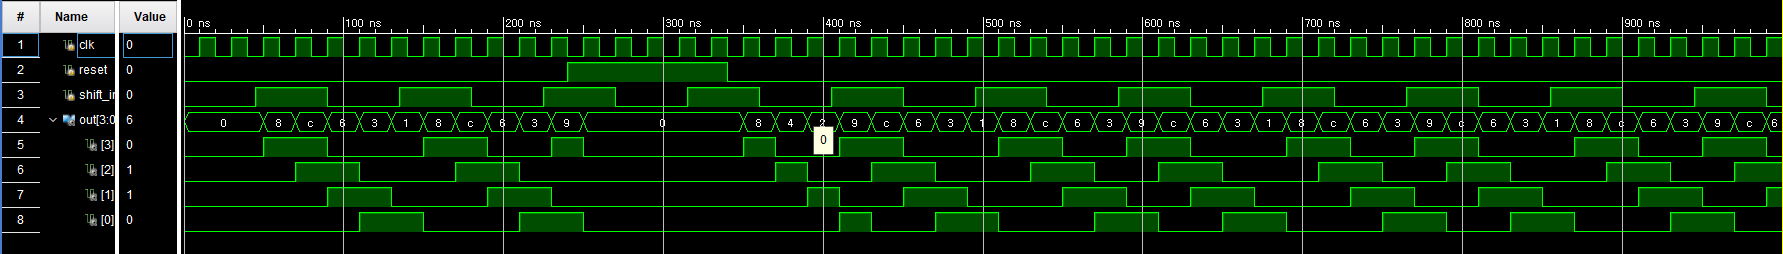 # Name Value 0 ns 100 ns 200 ns 300 ns 400 ns 500 ns 600 ns 700 ns 800 ns 900 ns
1 clk 0
2 reset 0
3 shift_ir 0
4 out[3:0 6 0 8 c 6 3 1 8 c 6 3 9 0 8 4 2 9 c 6 3 1 8 c 6 3 9 c 6 3 1 8 c 6 3 9 c 6 3 1 8 c 6 3 9 c 6
5 [3] 0 0
6 [2] 1
7 [1] 1
8 [0] 0